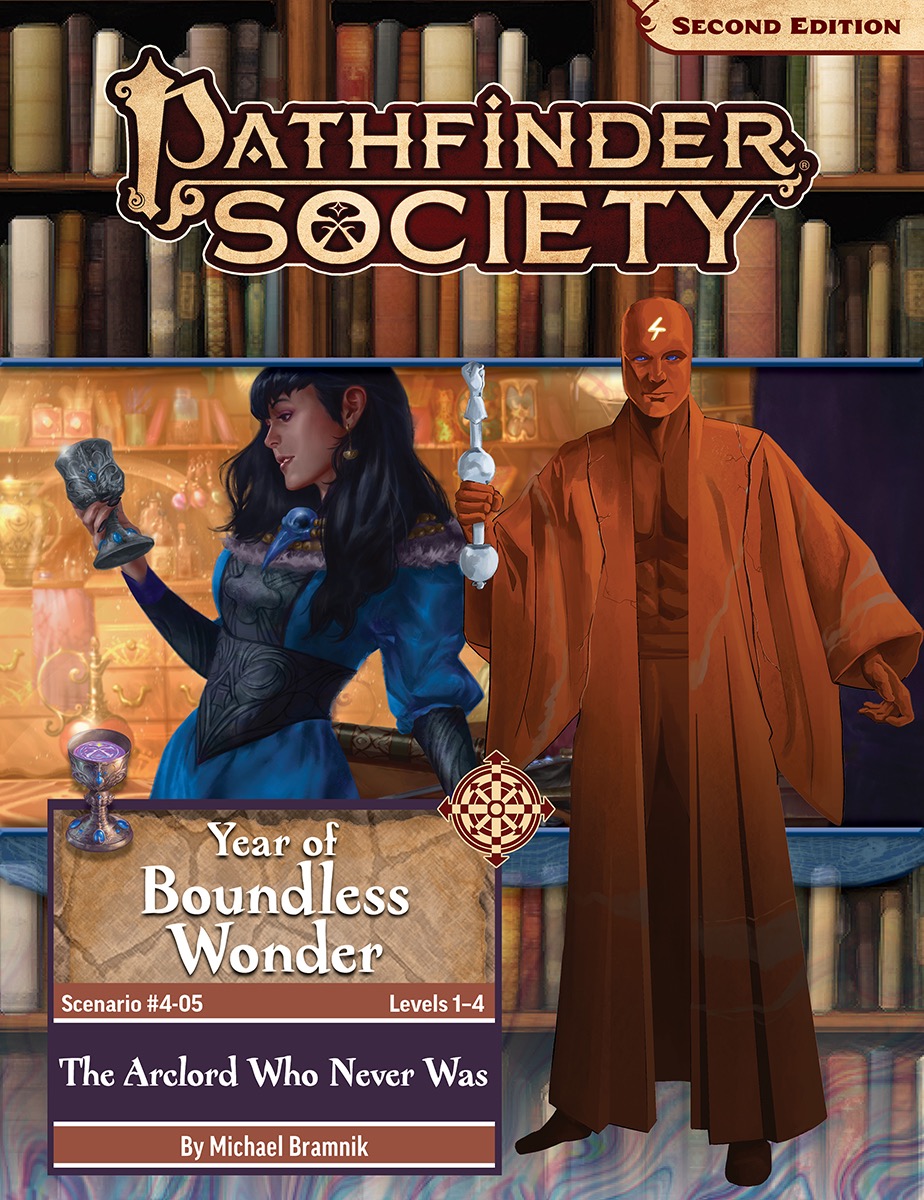 SECOND EDITION
PATHFINDER
SOCIETY
Year of
Boundless
Wonder
Scenario #4-05 Levels 1–4
The Arclord Who Never Was
By Michael Bramnik